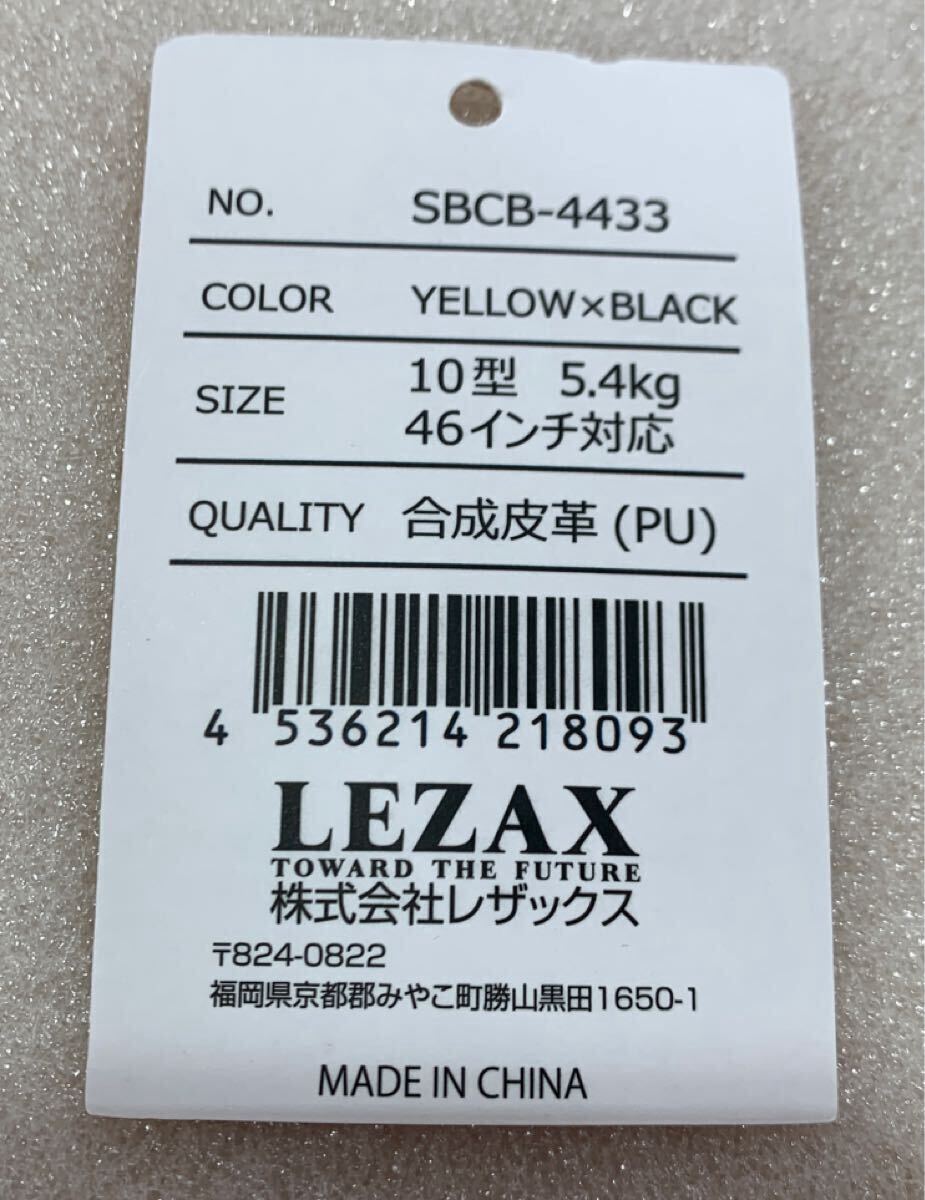 NO. SBCB-4433
COLOR YELLOW×BLACK
SIZE 10型 5.4kg
46インチ対応
QUALITY 合成皮革(PU)
4 536214 218093
LEZAX
TOWARD THE FUTURE
株式会社レザックス
〒824-0822
福岡県京都郡みやこ町勝山黒田1650-1
MADE IN CHINA